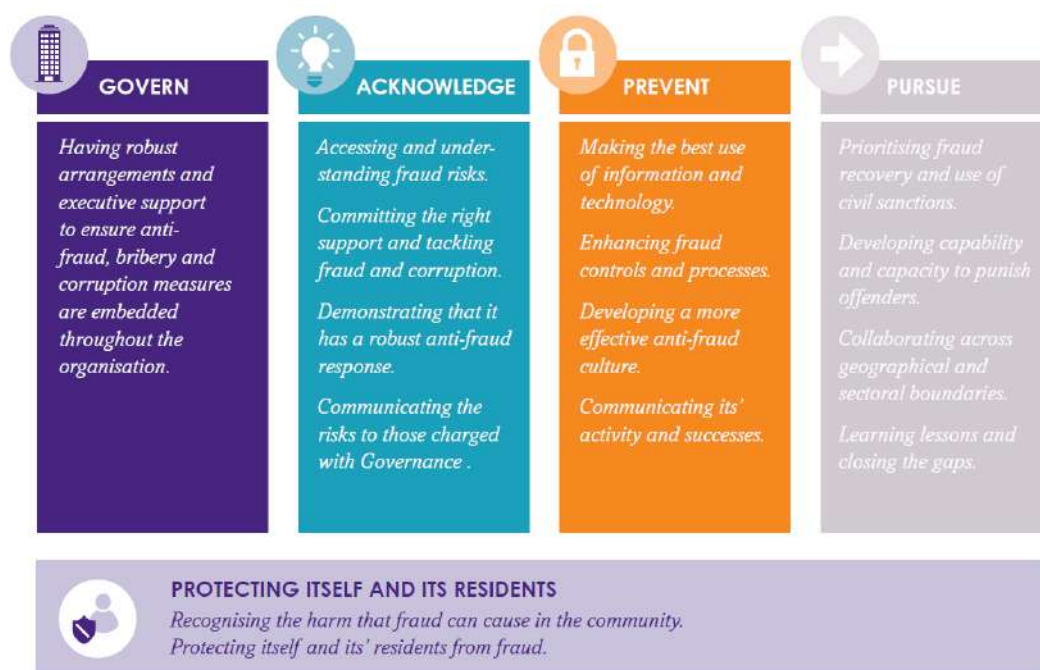 GOVERN
Having robust
arrangements and
executive support
to ensure anti-
fraud, bribery and
corruption measures
are embedded
throughout the
organisation.
ACKNOWLEDGE
Accessing and under-
standing fraud risks.
Committing the right
support and tackling
fraud and corruption.
Demonstrating that it
has a robust anti-fraud
response.
Communicating the
risks to those charged
with Governance .
PREVENT
Making the best use
of information and
technology.
Enhancing fraud
controls and processes.
Developing a more
effective anti-fraud
culture.
Communicating its’
activity and successes.
PURSUE
Prioritising fraud
recovery and use of
civil sanctions.
Developing capability
and capacity to punish
offenders.
Collaborating across
geographical and
sectoral boundaries.
Learning lessons and
closing the gaps.
PROTECTING ITSELF AND ITS RESIDENTS
Recognising the harm that fraud can cause in the community.
Protecting itself and its’ residents from fraud.